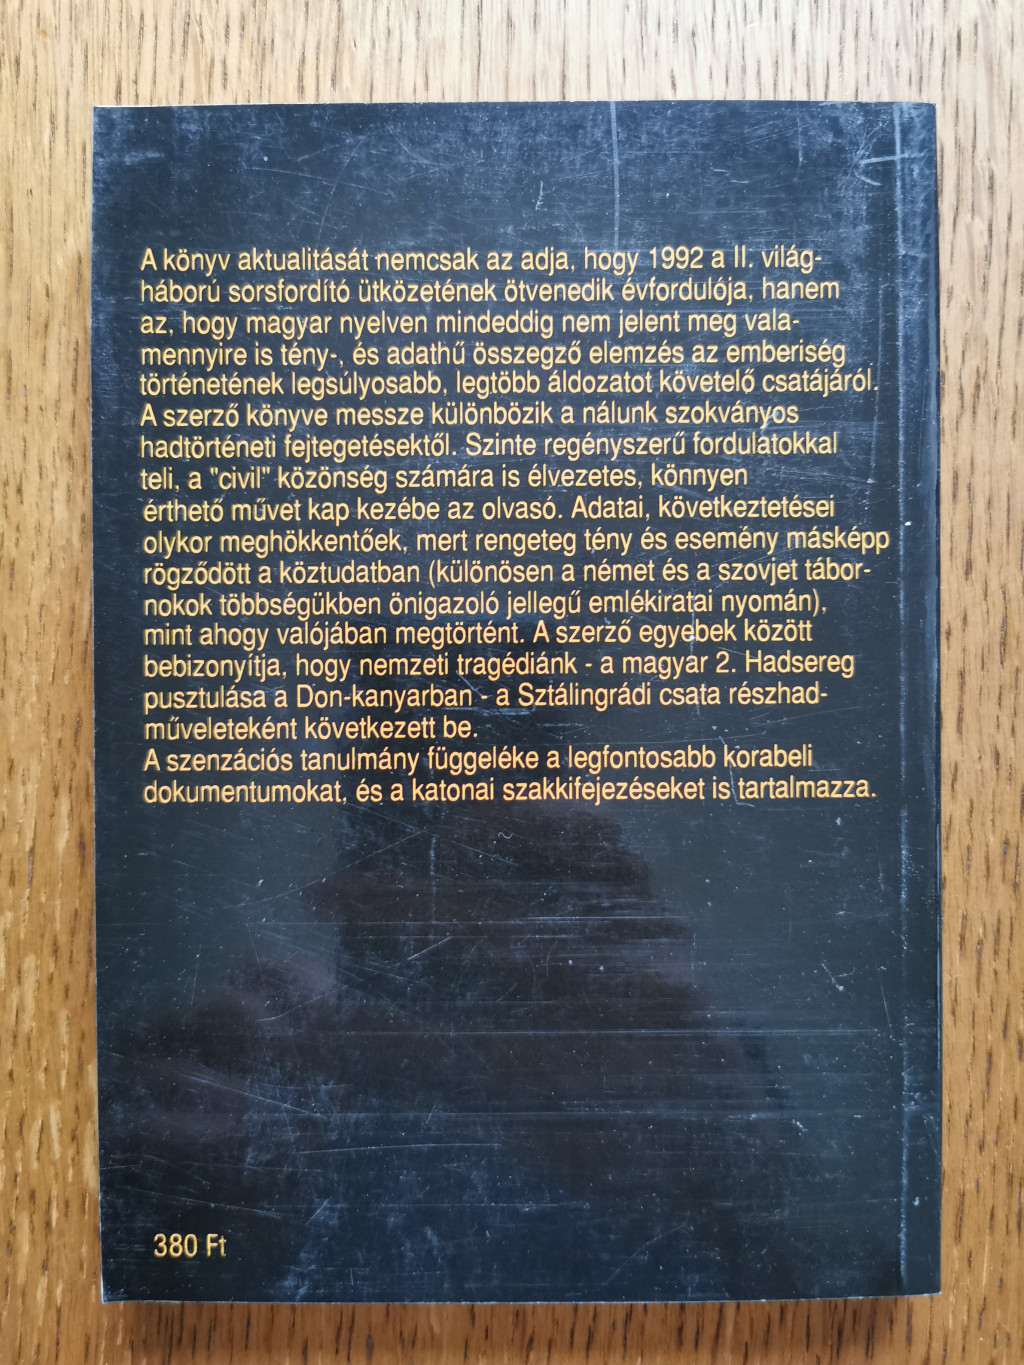 A könyv aktualitását nemcsak az adja, hogy 1992 a II. világ-
háború sorsfordító ütközetének ötvenedik évfordulója, hanem
az, hogy magyar nyelven mindeddig nem jelent meg vala-
mennyire is tény-, és adathű összegző elemzés az emberiség
történetének legsúlyosabb, legtöbb áldozatot követelő csatájáról.
A szerző könyve messze különbözik a nálunk szokványos
hadtörténeti fejtegetésektől. Szinte regényszerű fordulatokkal
teli, a "civil" közönség számára is élvezetes, könnyen
érthető művet kap kezébe az olvasó. Adatai, következtetései
olykor meghökkentőek, mert rengeteg tény és esemény másképp
rögződött a köztudatban (különösen a német és a szovjet tábor-
nokok többségükben önigazoló jellegű emlékiratai nyomán),
mint ahogy valójában megtörtént. A szerző egyebek között
bebizonyítja, hogy nemzeti tragédiánk - a magyar 2. Hadsereg
pusztulása a Don-kanyarban - a Sztálingrádi csata részhad-
műveleteként következett be.
A szenzációs tanulmány függeléke a legfontosabb korabeli
dokumentumokat, és a katonai szakkifejezéseket is tartalmazza.
380 Ft